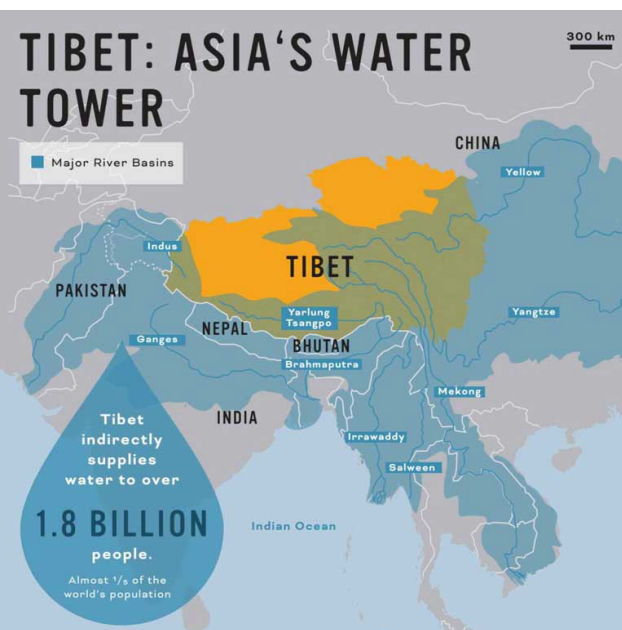 TIBET: ASIA'S WATER
TOWER
300 km
Major River Basins
CHINA
Yellow
Indus
TIBET
PAKISTAN
Yarlung
Tsangpo
Yangtze
NEPAL
Ganges
BHUTAN
Brahmaputra
Mekong
INDIA
Irrawaddy
Salween
Tibet
indirectly
supplies
water to over
1.8 BILLION
people.
Almost ¹/₅ of the
world's population
Indian Ocean